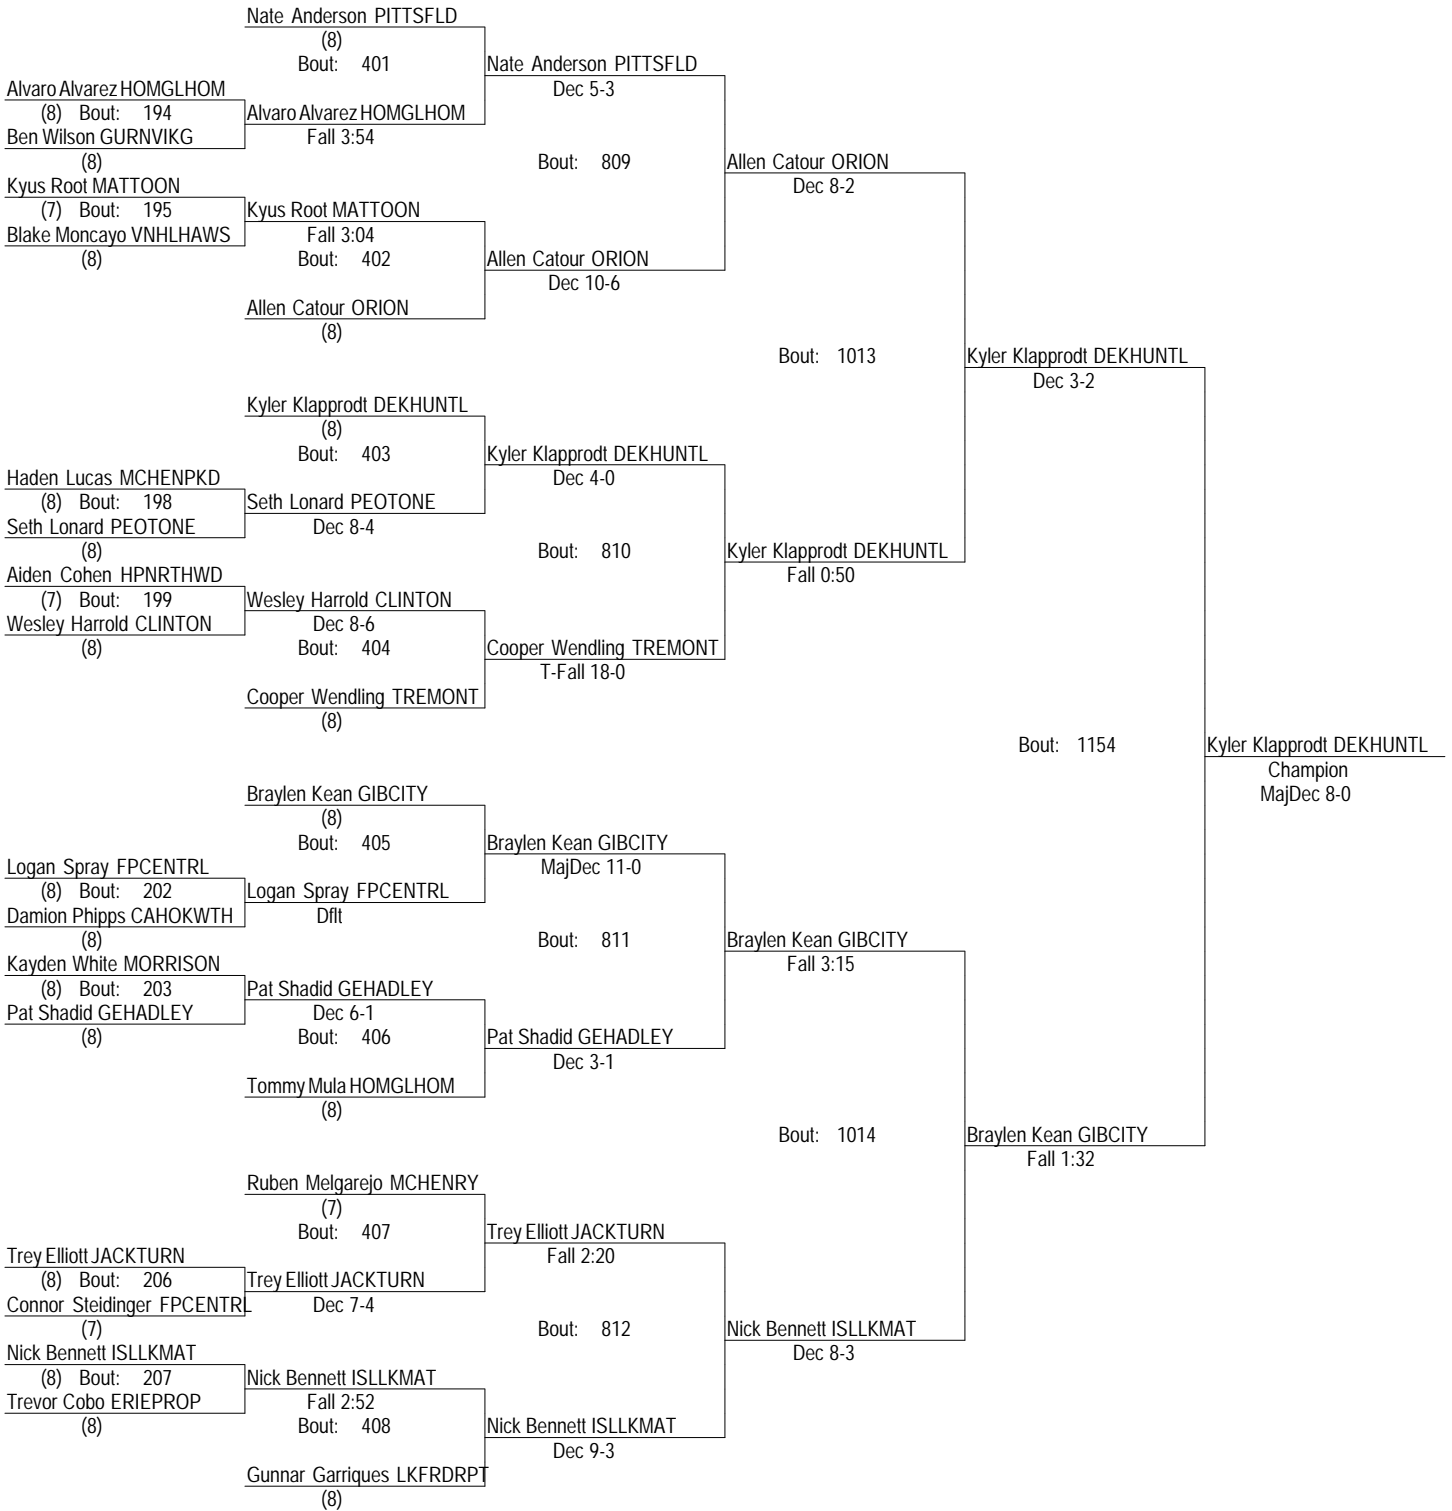 Nate Anderson PITTSFLD
(8)
Bout: 401
Nate Anderson PITTSFLD
Dec 5-3
Alvaro Alvarez HOMGLHOM
(8) Bout: 194
Alvaro Alvarez HOMGLHOM
Fall 3:54
Ben Wilson GURNVIKG
(8)
Bout: 809
Allen Catour ORION
Dec 8-2
Kyus Root MATTOON
(7) Bout: 195
Kyus Root MATTOON
Fall 3:04
Blake Moncayo VNHLHAWS
(8)
Bout: 402
Allen Catour ORION
Dec 10-6
Allen Catour ORION
(8)
Bout: 1013
Kyler Klapprodt DEKHUNTL
Dec 3-2
Kyler Klapprodt DEKHUNTL
(8)
Bout: 403
Kyler Klapprodt DEKHUNTL
Dec 4-0
Haden Lucas MCHENPKD
(8) Bout: 198
Seth Lonard PEOTONE
Dec 8-4
Seth Lonard PEOTONE
(8)
Bout: 810
Kyler Klapprodt DEKHUNTL
Fall 0:50
Aiden Cohen HPNRTHWD
(7) Bout: 199
Wesley Harrold CLINTON
Dec 8-6
Wesley Harrold CLINTON
(8)
Bout: 404
Cooper Wendling TREMONT
T-Fall 18-0
Cooper Wendling TREMONT
(8)
Bout: 1154
Kyler Klapprodt DEKHUNTL
Champion
MajDec 8-0
Braylen Kean GIBCITY
(8)
Bout: 405
Braylen Kean GIBCITY
MajDec 11-0
Logan Spray FPCENTRL
(8) Bout: 202
Logan Spray FPCENTRL
Dflt
Damion Phipps CAHOKWTH
(8)
Bout: 811
Braylen Kean GIBCITY
Fall 3:15
Kayden White MORRISON
(8) Bout: 203
Pat Shadid GEHADLEY
Dec 6-1
Pat Shadid GEHADLEY
(8)
Bout: 406
Pat Shadid GEHADLEY
Dec 3-1
Tommy Mula HOMGLHOM
(8)
Bout: 1014
Braylen Kean GIBCITY
Fall 1:32
Ruben Melgarejo MCHENRY
(7)
Bout: 407
Trey Elliott JACKTURN
Fall 2:20
Trey Elliott JACKTURN
(8) Bout: 206
Trey Elliott JACKTURN
Dec 7-4
Connor Steidinger FPCENTRL
(7)
Bout: 812
Nick Bennett ISLLKMAT
Dec 8-3
Nick Bennett ISLLKMAT
(8) Bout: 207
Nick Bennett ISLLKMAT
Fall 2:52
Trevor Cobo ERIEPROP
(8)
Bout: 408
Nick Bennett ISLLKMAT
Dec 9-3
Gunnar Garriques LKFRDRPT
(8)